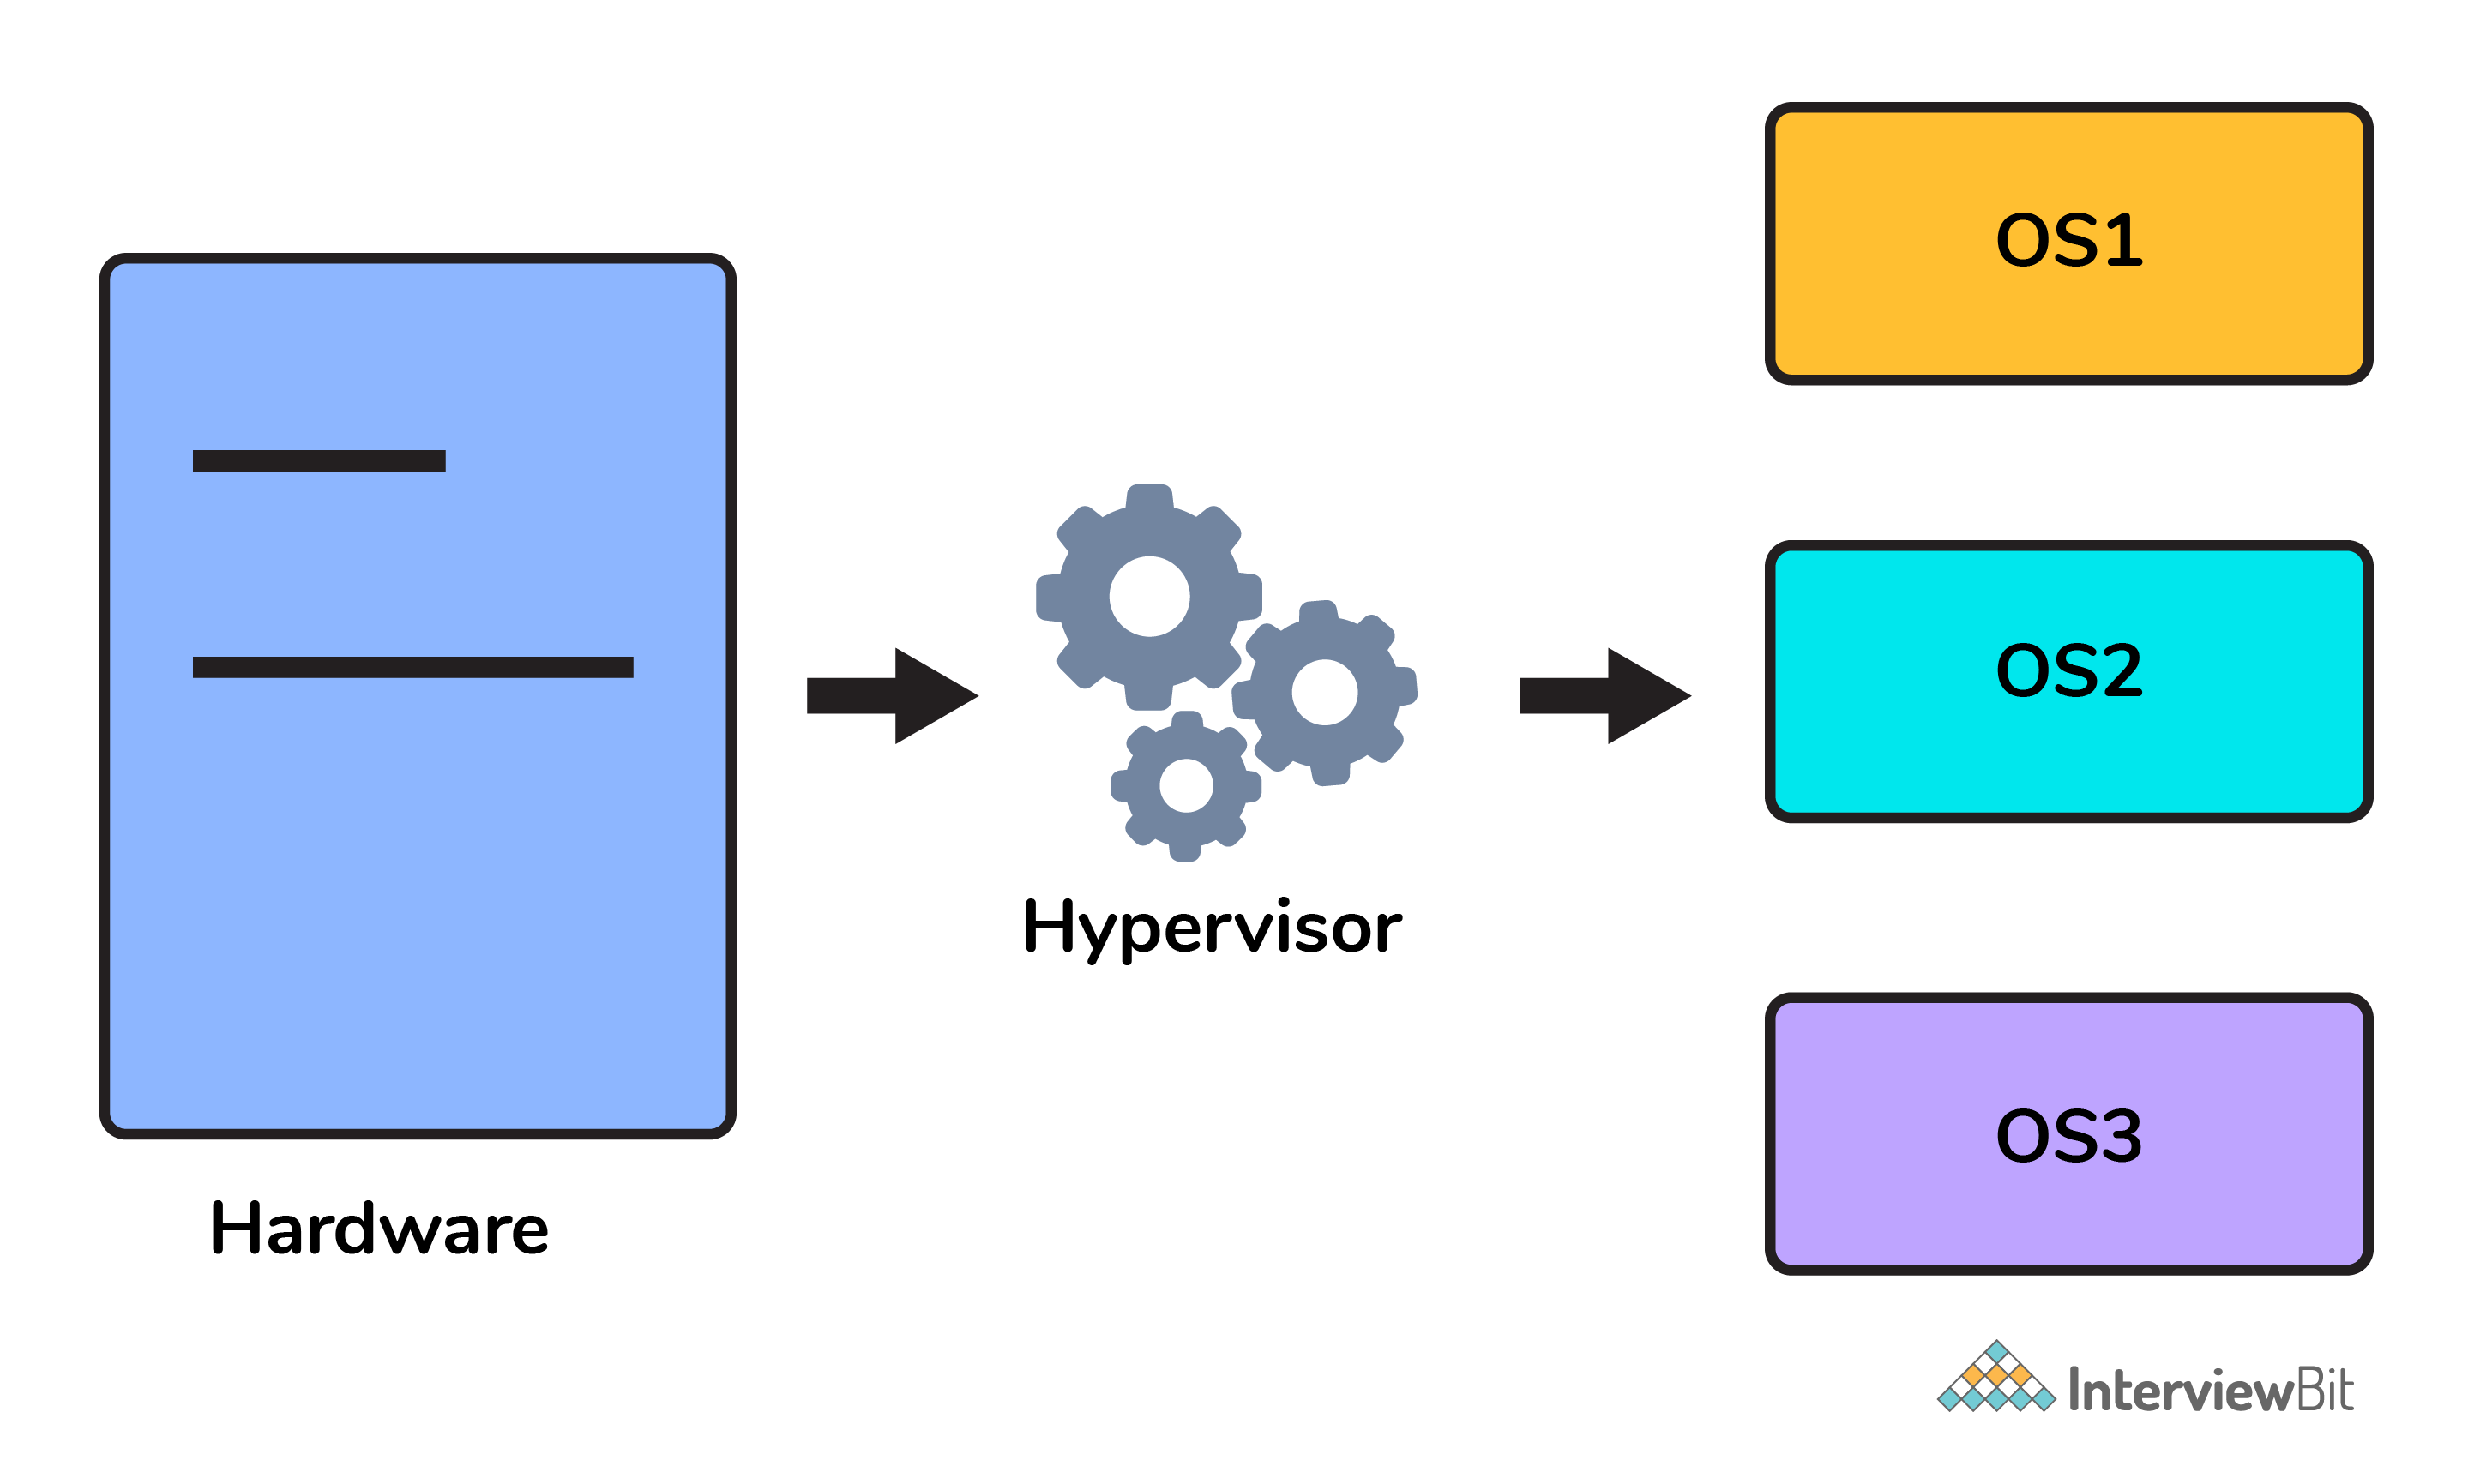 Hardware
Hypervisor
OS1
OS2
OS3
InterviewBit